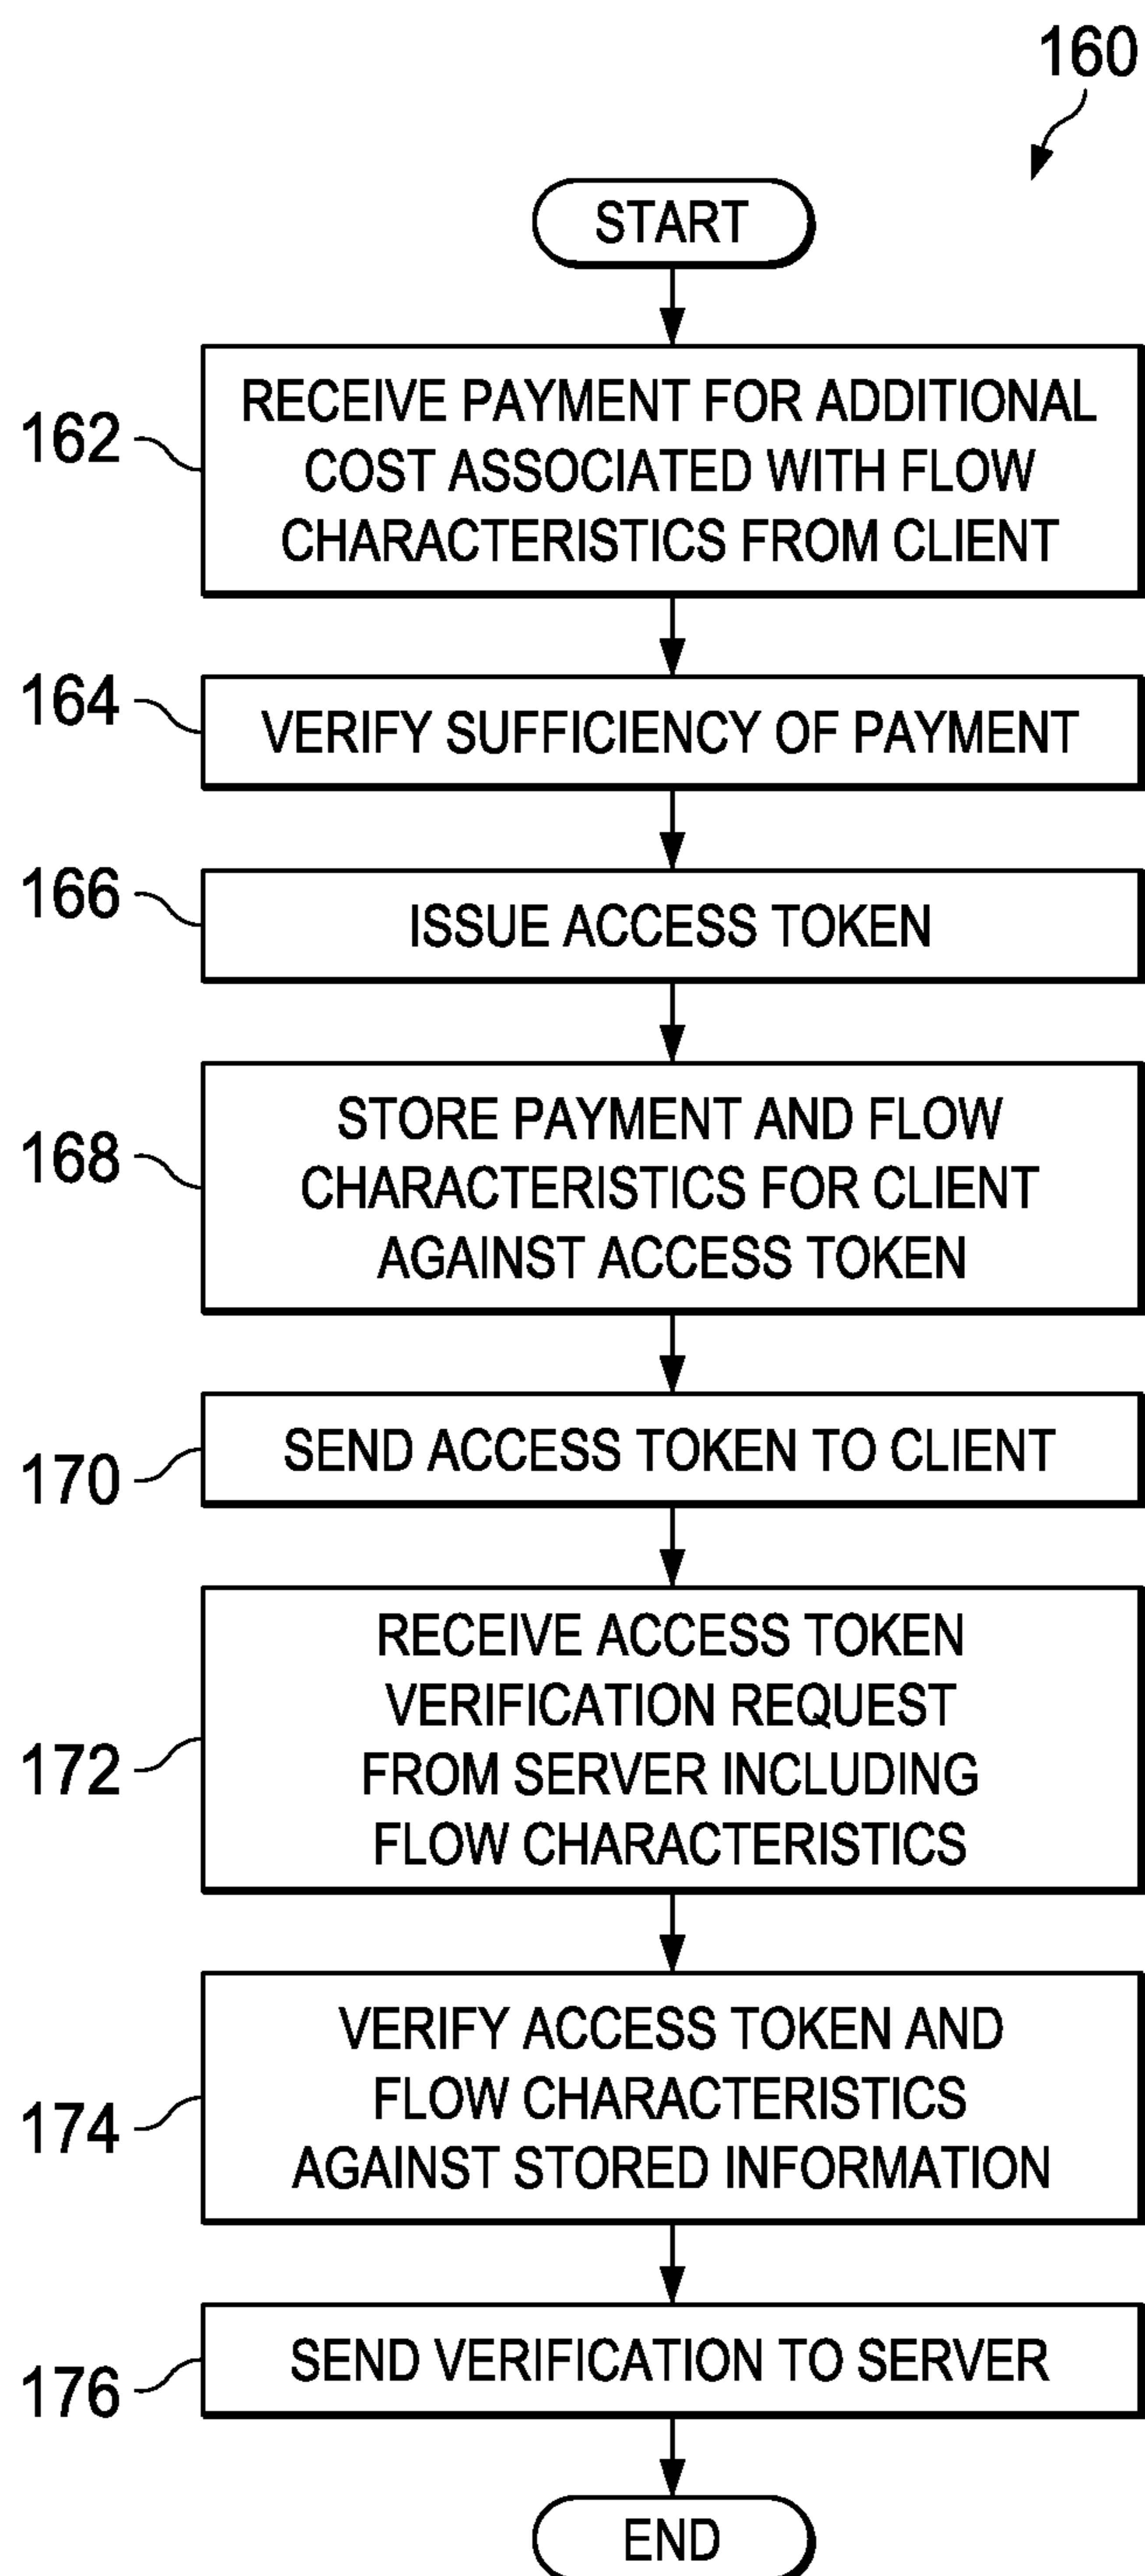 160
START
162
RECEIVE PAYMENT FOR ADDITIONAL
COST ASSOCIATED WITH FLOW
CHARACTERISTICS FROM CLIENT
164
VERIFY SUFFICIENCY OF PAYMENT
166
ISSUE ACCESS TOKEN
168
STORE PAYMENT AND FLOW
CHARACTERISTICS FOR CLIENT
AGAINST ACCESS TOKEN
170
SEND ACCESS TOKEN TO CLIENT
172
RECEIVE ACCESS TOKEN
VERIFICATION REQUEST
FROM SERVER INCLUDING
FLOW CHARACTERISTICS
174
VERIFY ACCESS TOKEN AND
FLOW CHARACTERISTICS
AGAINST STORED INFORMATION
176
SEND VERIFICATION TO SERVER
END